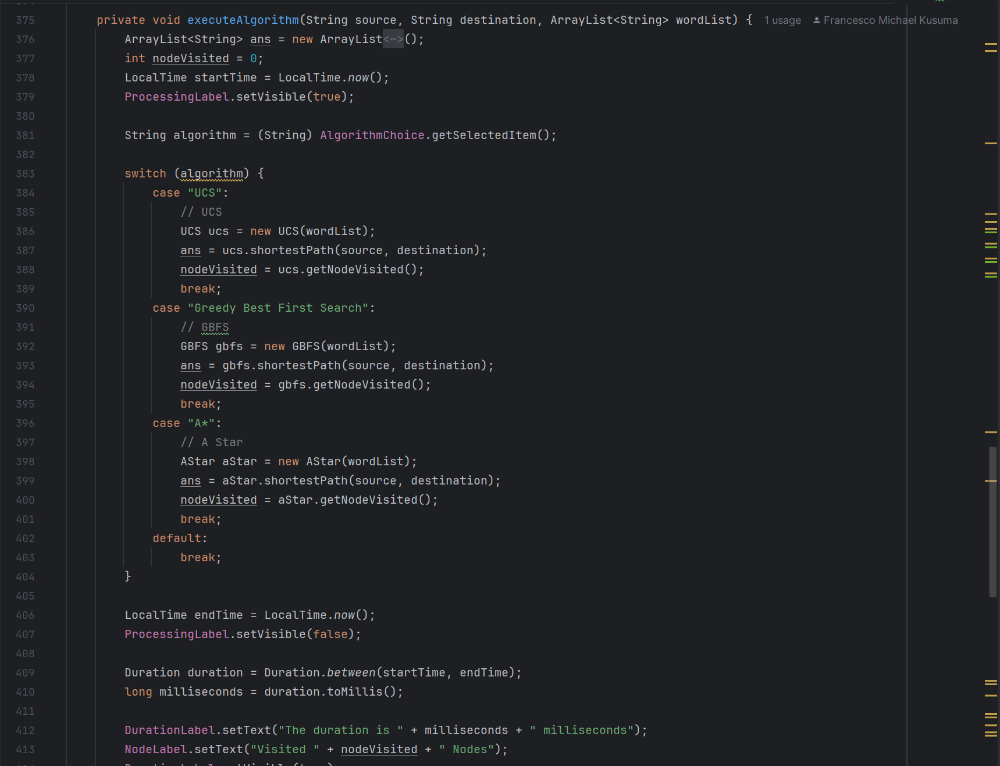 375 private void executeAlgorithm(String source, String destination, ArrayList<String> wordList) { 1 usage Francesco Michael Kusuma
376 ArrayList<String> ans = new ArrayList<~>();
377 int nodeVisited = 0;
378 LocalTime startTime = LocalTime.now();
379 ProcessingLabel.setVisible(true);
380
381 String algorithm = (String) AlgorithmChoice.getSelectedItem();
382
383 switch (algorithm) {
384 case "UCS":
385 // UCS
386 UCS ucs = new UCS(wordList);
387 ans = ucs.shortestPath(source, destination);
388 nodeVisited = ucs.getNodeVisited();
389 break;
390 case "Greedy Best First Search":
391 // GBFS
392 GBFS gbfs = new GBFS(wordList);
393 ans = gbfs.shortestPath(source, destination);
394 nodeVisited = gbfs.getNodeVisited();
395 break;
396 case "A*":
397 // A Star
398 AStar aStar = new AStar(wordList);
399 ans = aStar.shortestPath(source, destination);
400 nodeVisited = aStar.getNodeVisited();
401 break;
402 default:
403 break;
404 }
405
406 LocalTime endTime = LocalTime.now();
407 ProcessingLabel.setVisible(false);
408
409 Duration duration = Duration.between(startTime, endTime);
410 long milliseconds = duration.toMillis();
411
412 DurationLabel.setText("The duration is " + milliseconds + " milliseconds");
413 NodeLabel.setText("Visited " + nodeVisited + " Nodes");